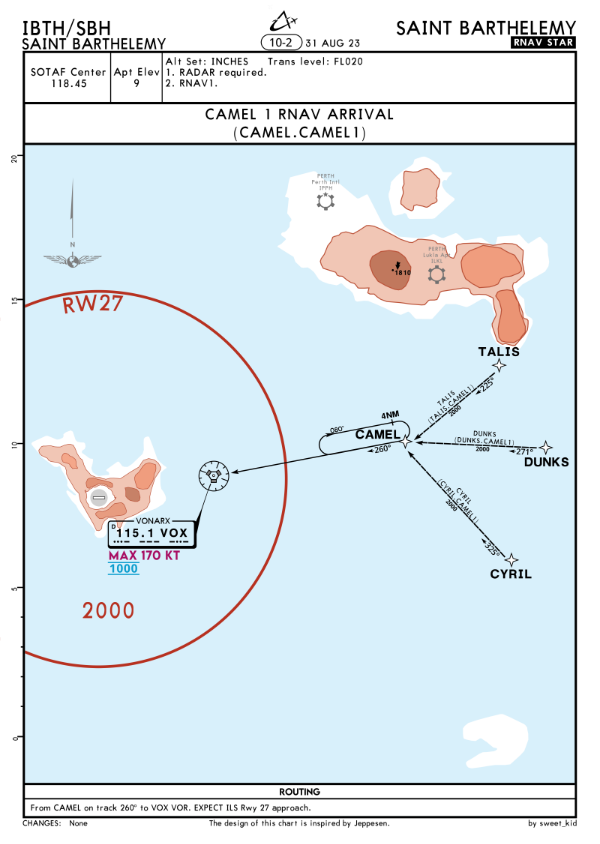 IBTH/SBH
SAINT BARTHELEMY
10-2
31 AUG 23
SAINT BARTHELEMY
RNAV STAR
SOTAF Center
118.45
Apt Elev
9
Alt Set: INCHES Trans level: FL020
1. RADAR required.
2. RNAV1.
CAMEL 1 RNAV ARRIVAL
(CAMEL.CAMEL1)
20
15
10
5
0
N
PERTH
Perth Intl
IPPH
PERTH
Lukla Apt
1810
RW27
TALIS
225°
TALIS
(TALIS.CAMEL1)
2000
4NM
080°
CAMEL
260°
DUNKS
(DUNKS.CAMEL1)
2000
271°
DUNKS
CYRIL
(CYRIL.CAMEL1)
2000
325°
CYRIL
VONARX
D
115.1 VOX
MAX 170 KT
1000
2000
ROUTING
From CAMEL on track 260° to VOX VOR. EXPECT ILS Rwy 27 approach.
CHANGES: None
The design of this chart is inspired by Jeppesen.
by sweet_kid